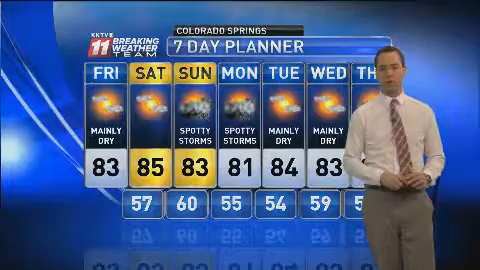 COLORADO SPRINGS
KKTV
11 BREAKING WEATHER TEAM
7 DAY PLANNER
FRI SAT SUN MON TUE WED
MAINLY DRY
SPOTTY STORMS
SPOTTY STORMS
MAINLY DRY
MAINLY DRY
83 85 83 81 84 83
57 60 55 54 59